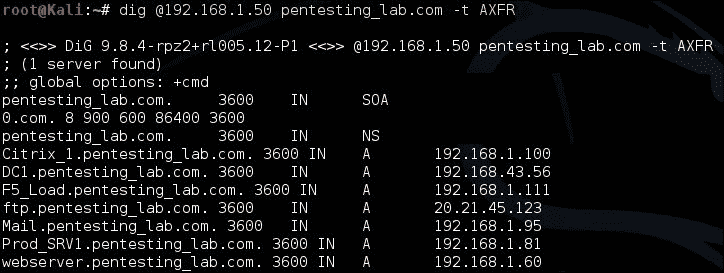 root@Kali:~# dig @192.168.1.50 pentesting_lab.com -t AXFR
; <<>> DiG 9.8.4-rpz2+rl005.12-P1 <<>> @192.168.1.50 pentesting_lab.com -t AXFR
; (1 server found)
;; global options: +cmd
pentesting_lab.com. 3600 IN SOA
0.com. 8 900 600 86400 3600
pentesting_lab.com. 3600 IN NS
Citrix_1.pentesting_lab.com. 3600 IN A 192.168.1.100
DC1.pentesting_lab.com. 3600 IN A 192.168.43.56
F5_Load.pentesting_lab.com. 3600 IN A 192.168.1.111
ftp.pentesting_lab.com. 3600 IN A 20.21.45.123
Mail.pentesting_lab.com. 3600 IN A 192.168.1.95
Prod_SRV1.pentesting_lab.com. 3600 IN A 192.168.1.81
webserver.pentesting_lab.com. 3600 IN A 192.168.1.60